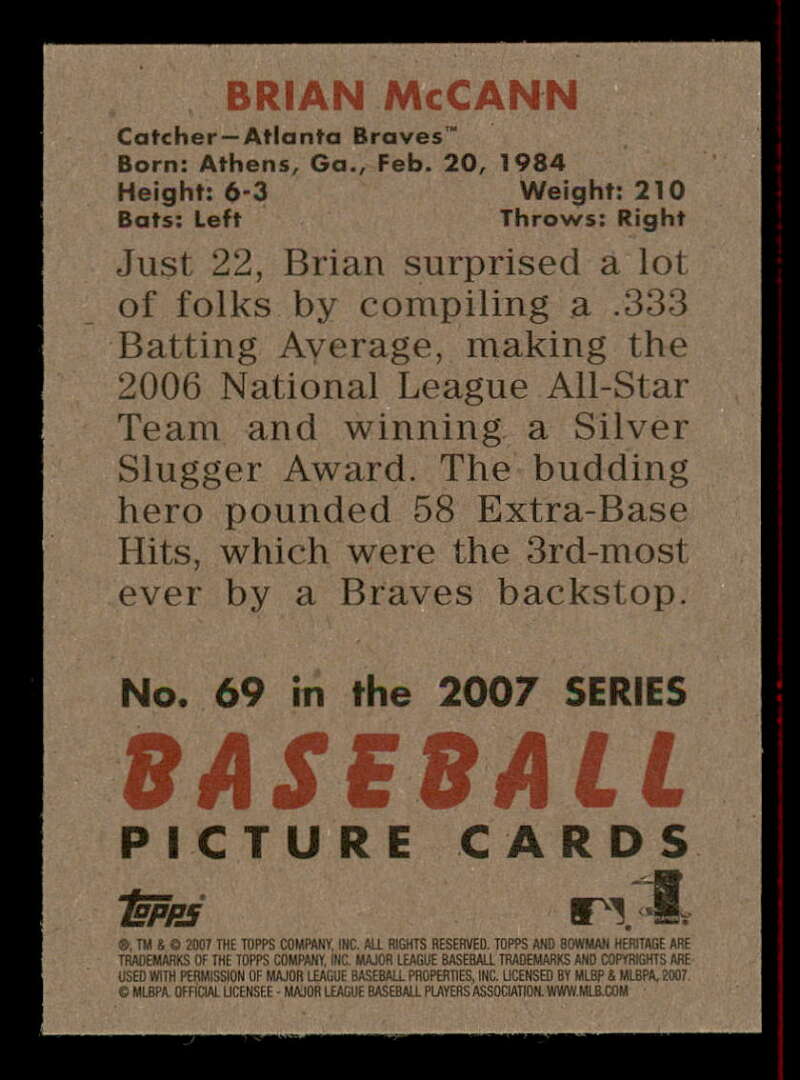 BRIAN McCANN
Catcher—Atlanta Braves™
Born: Athens, Ga., Feb. 20, 1984
Height: 6-3 Weight: 210
Bats: Left Throws: Right
Just 22, Brian surprised a lot
of folks by compiling a .333
Batting Average, making the
2006 National League All-Star
Team and winning a Silver
Slugger Award. The budding
hero pounded 58 Extra-Base
Hits, which were the 3rd-most
ever by a Braves backstop.
No. 69 in the 2007 SERIES
BASEBALL
PICTURE CARDS
topps
®, TM & © 2007 THE TOPPS COMPANY, INC. ALL RIGHTS RESERVED. TOPPS AND BOWMAN HERITAGE ARE
TRADEMARKS OF THE TOPPS COMPANY, INC. MAJOR LEAGUE BASEBALL TRADEMARKS AND COPYRIGHTS ARE
USED WITH PERMISSION OF MAJOR LEAGUE BASEBALL PROPERTIES, INC. LICENSED BY MLBP & MLBPA, 2007.
© MLBPA. OFFICIAL LICENSEE - MAJOR LEAGUE BASEBALL PLAYERS ASSOCIATION. WWW.MLB.COM